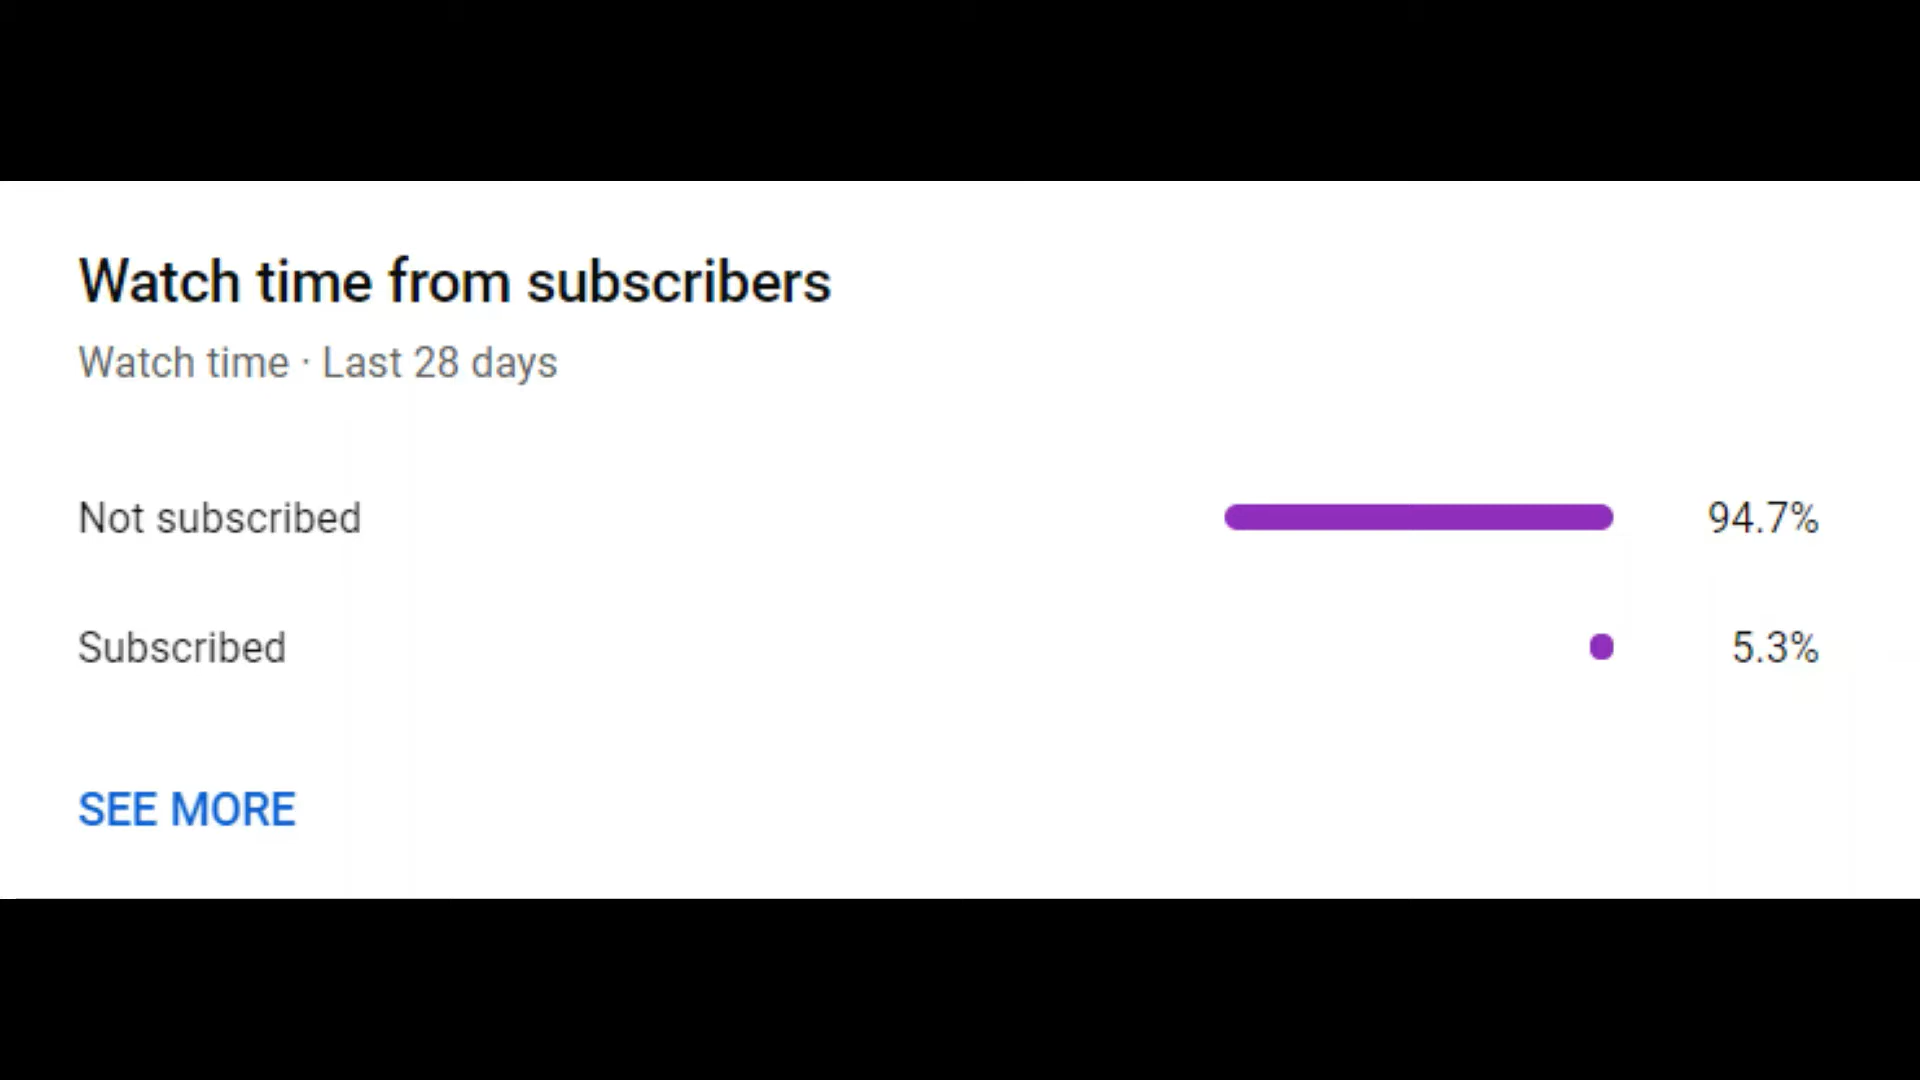 Watch time from subscribers
Watch time · Last 28 days
Not subscribed 94.7%
Subscribed 5.3%
SEE MORE